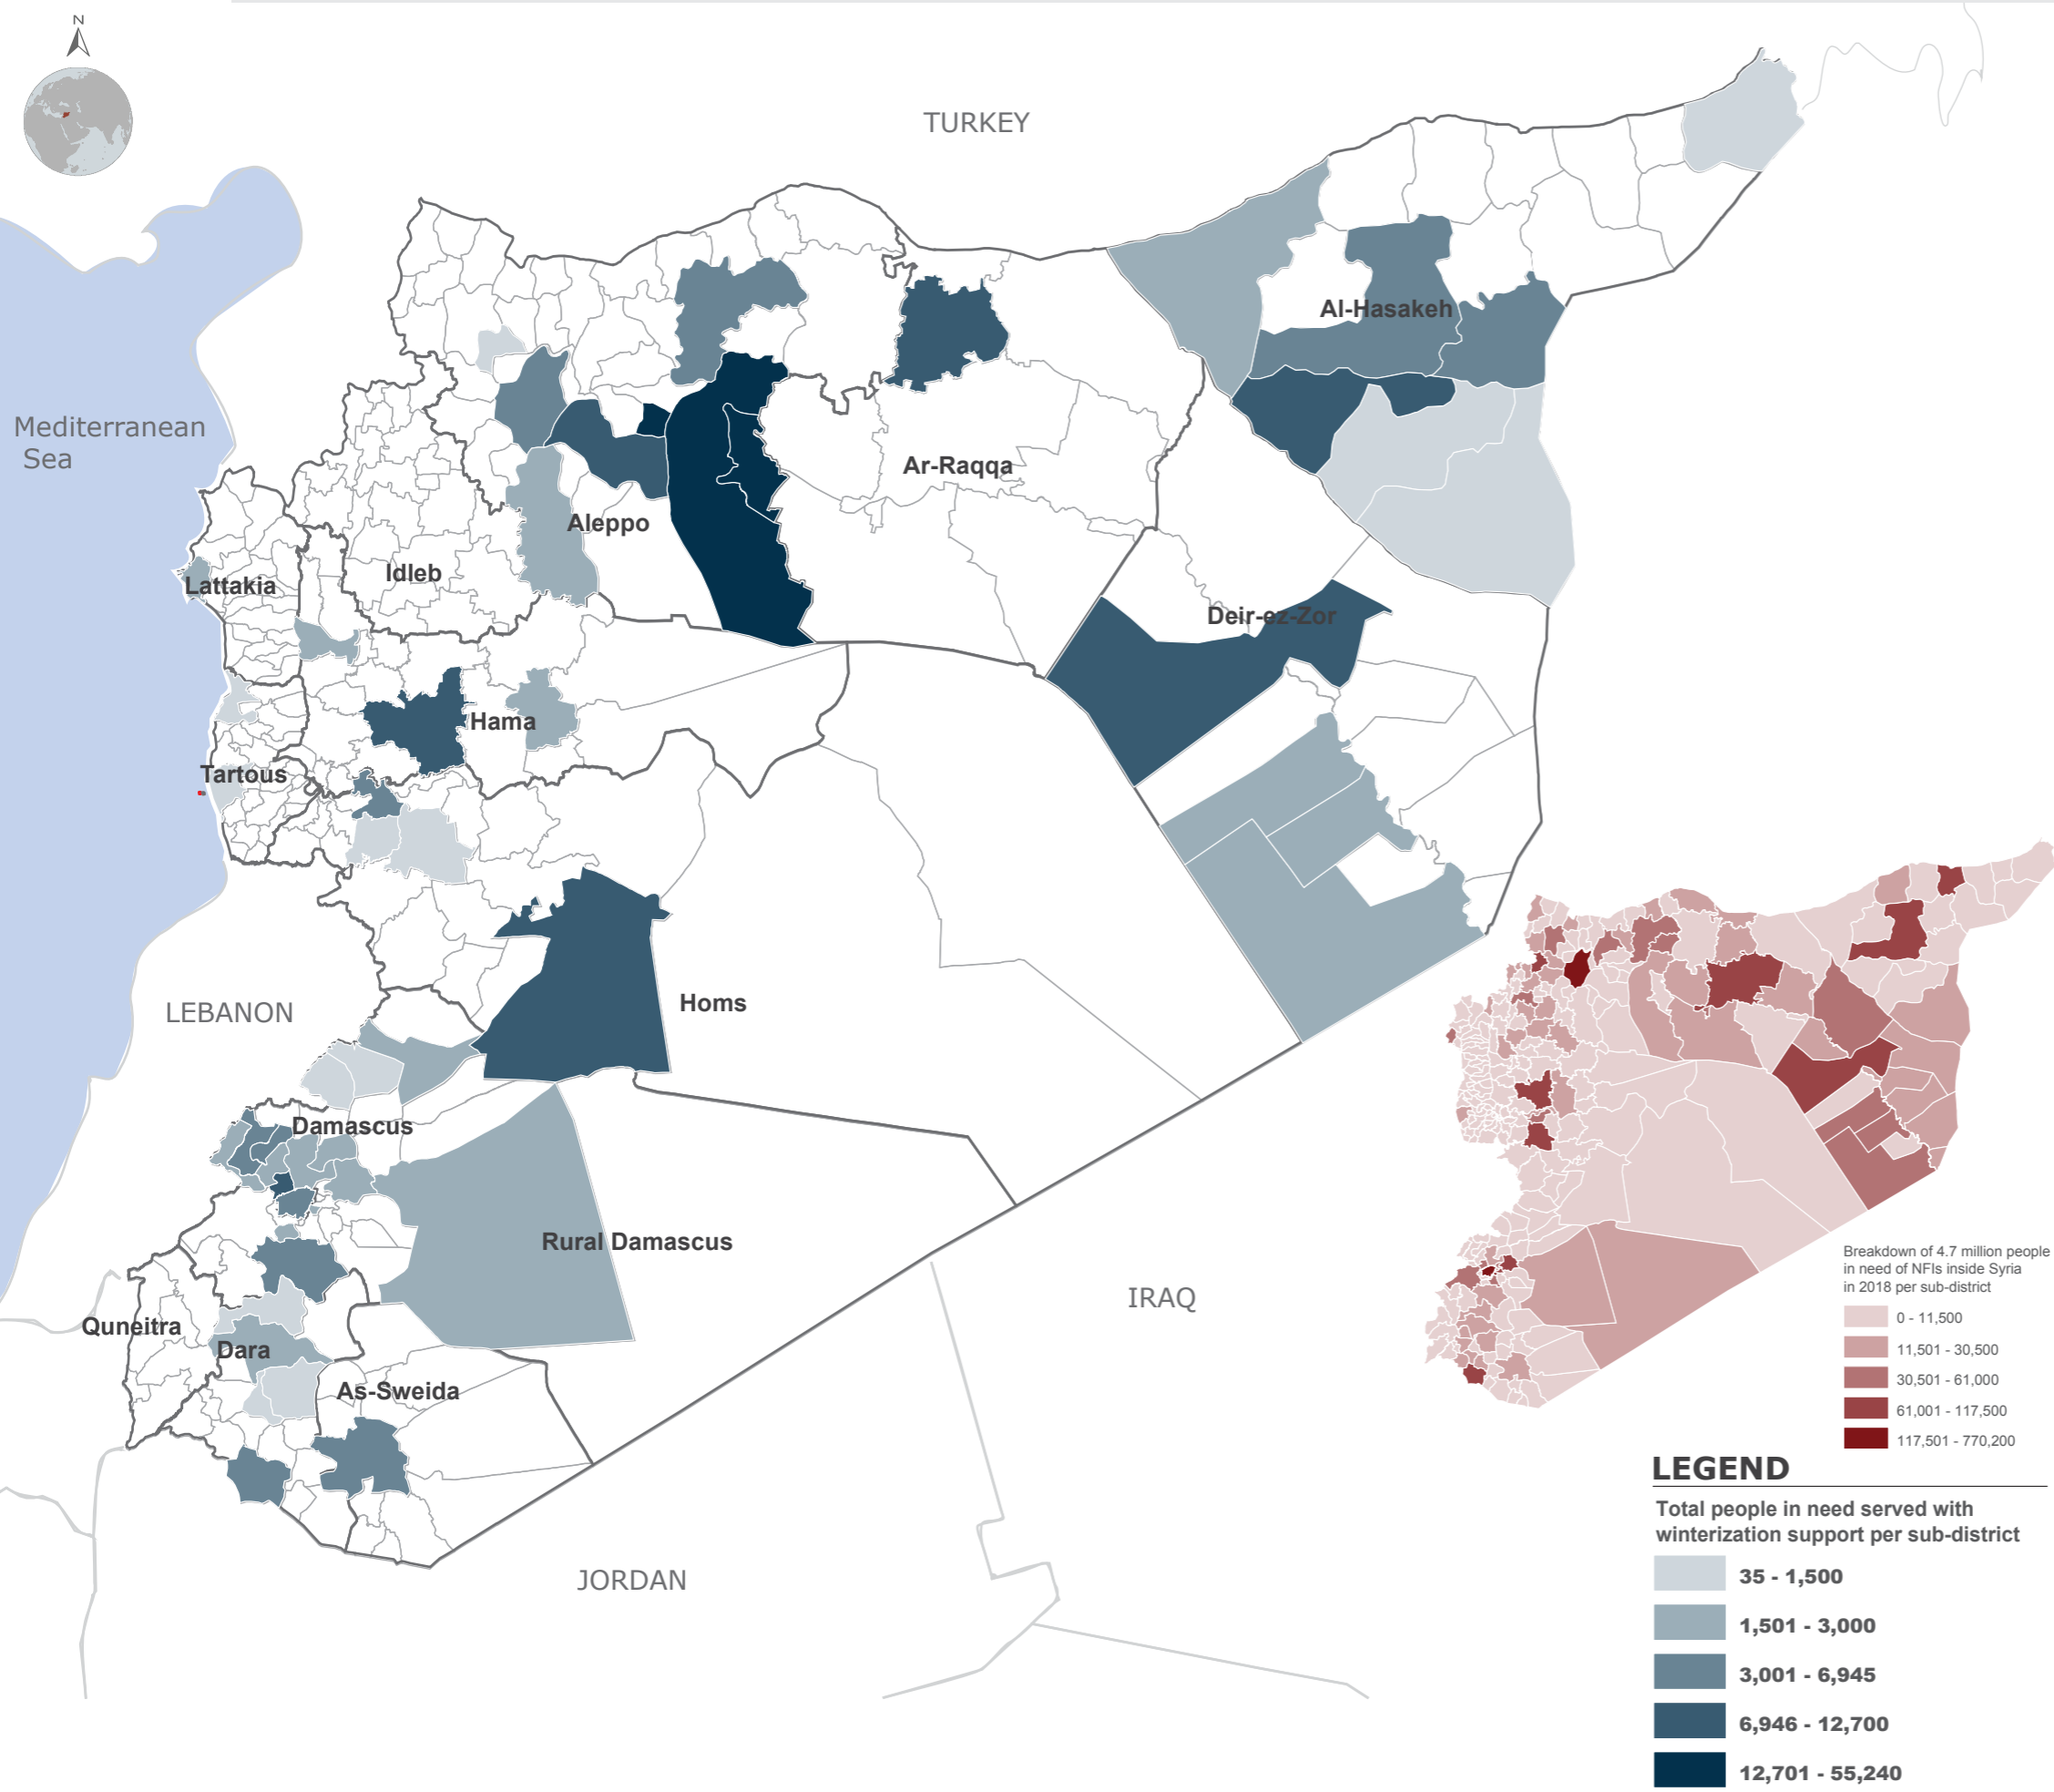 N
TURKEY
Al-Hasakeh
Mediterranean
Sea
Ar-Raqqa
Aleppo
Idleb
Lattakia
Deir-ez-Zor
Hama
Tartous
Homs
LEBANON
Damascus
Rural Damascus
IRAQ
Quneitra
Dara
As-Sweida
JORDAN
Breakdown of 4.7 million people
in need of NFIs inside Syria
in 2018 per sub-district
0 - 11,500
11,501 - 30,500
30,501 - 61,000
61,001 - 117,500
117,501 - 770,200
LEGEND
Total people in need served with
winterization support per sub-district
35 - 1,500
1,501 - 3,000
3,001 - 6,945
6,946 - 12,700
12,701 - 55,240